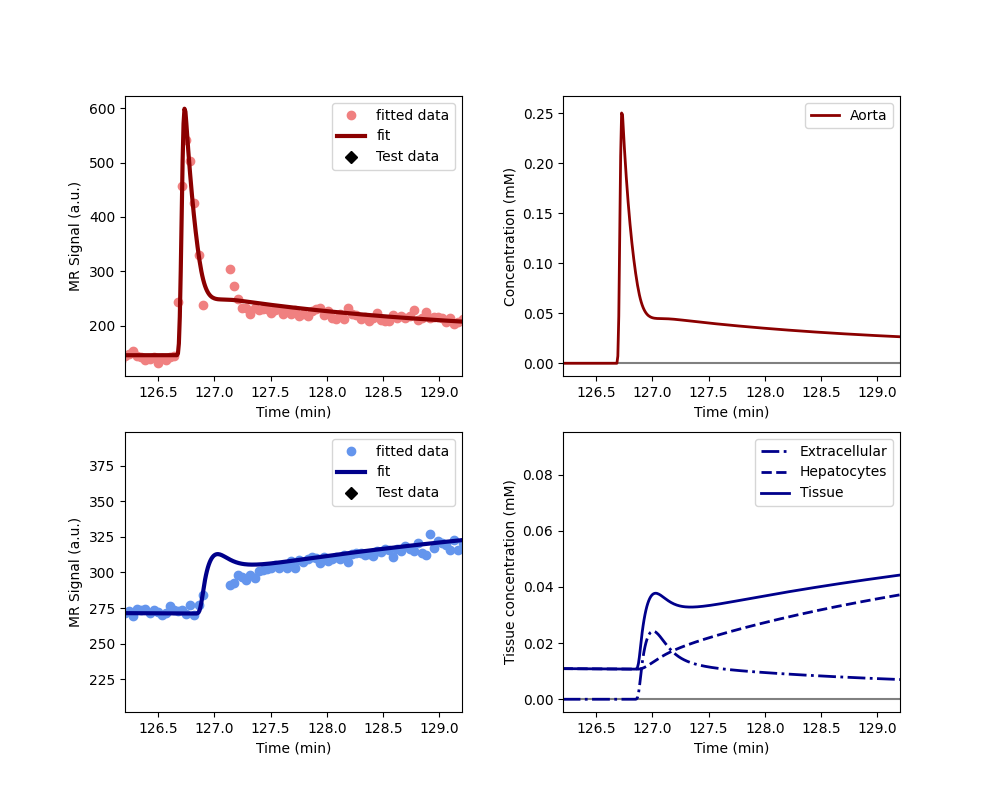 600
500
400
300
200
MR Signal (a.u.)
126.5 127.0 127.5 128.0 128.5 129.0
Time (min)
fitted data
fit
Test data
0.25
0.20
0.15
0.10
0.05
0.00
Concentration (mM)
126.5 127.0 127.5 128.0 128.5 129.0
Time (min)
Aorta
375
350
325
300
275
250
225
MR Signal (a.u.)
126.5 127.0 127.5 128.0 128.5 129.0
Time (min)
fitted data
fit
Test data
0.08
0.06
0.04
0.02
0.00
Tissue concentration (mM)
126.5 127.0 127.5 128.0 128.5 129.0
Time (min)
Extracellular
Hepatocytes
Tissue